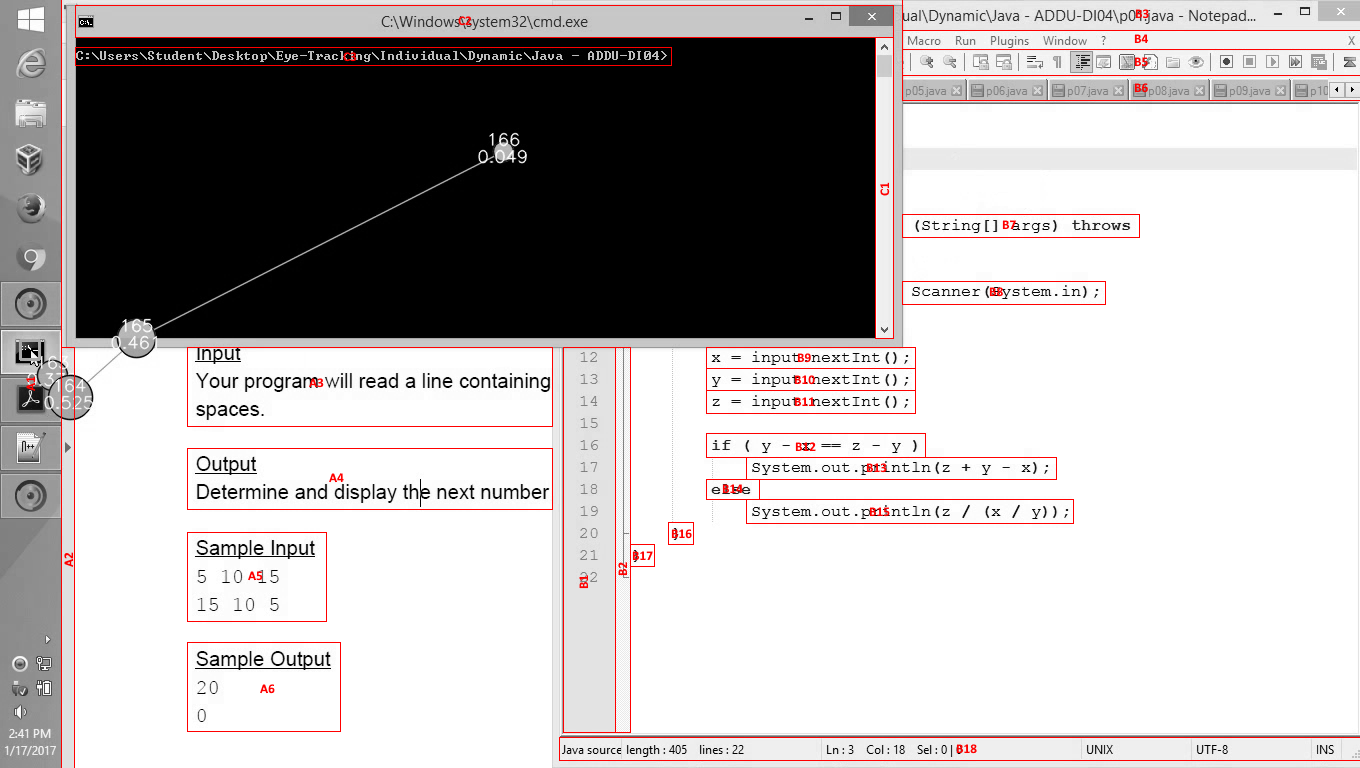 C:\Windows\system32\cmd.exe
C2
C:\Users\Student\Desktop\Eye-Tracking\Individual\Dynamic\Java - ADDU-DI04>
166
0.049
C1
165
0.461
164
0.525
ual\Dynamic\Java - ADDU-DI04\p04.java - Notepad...
B3
Macro Run Plugins Window ? X
B4
B5
p05.java p06.java p07.java p08.java p09.java p10
B6
(String[] args) throws
B7
Scanner(System.in);
B8
12 x = input.nextInt();
B9
13 y = input.nextInt();
B10
14 z = input.nextInt();
B11
15
16 if ( y - x == z - y )
B12
17 System.out.println(z + y - x);
B13
18 else
B14
19 System.out.println(z / (x / y));
B15
20 }
B16
21 }
B17
22
B1
B2
Input
Your program will read a line containing
A3
spaces.
Output
A4
Determine and display the next number
Sample Input
5 10 15
A5
15 10 5
A2
Sample Output
20
A6
0
2:41 PM
1/17/2017
Java source length : 405 lines : 22 Ln : 3 Col : 18 Sel : 0 | 0 UNIX UTF-8 INS
B18